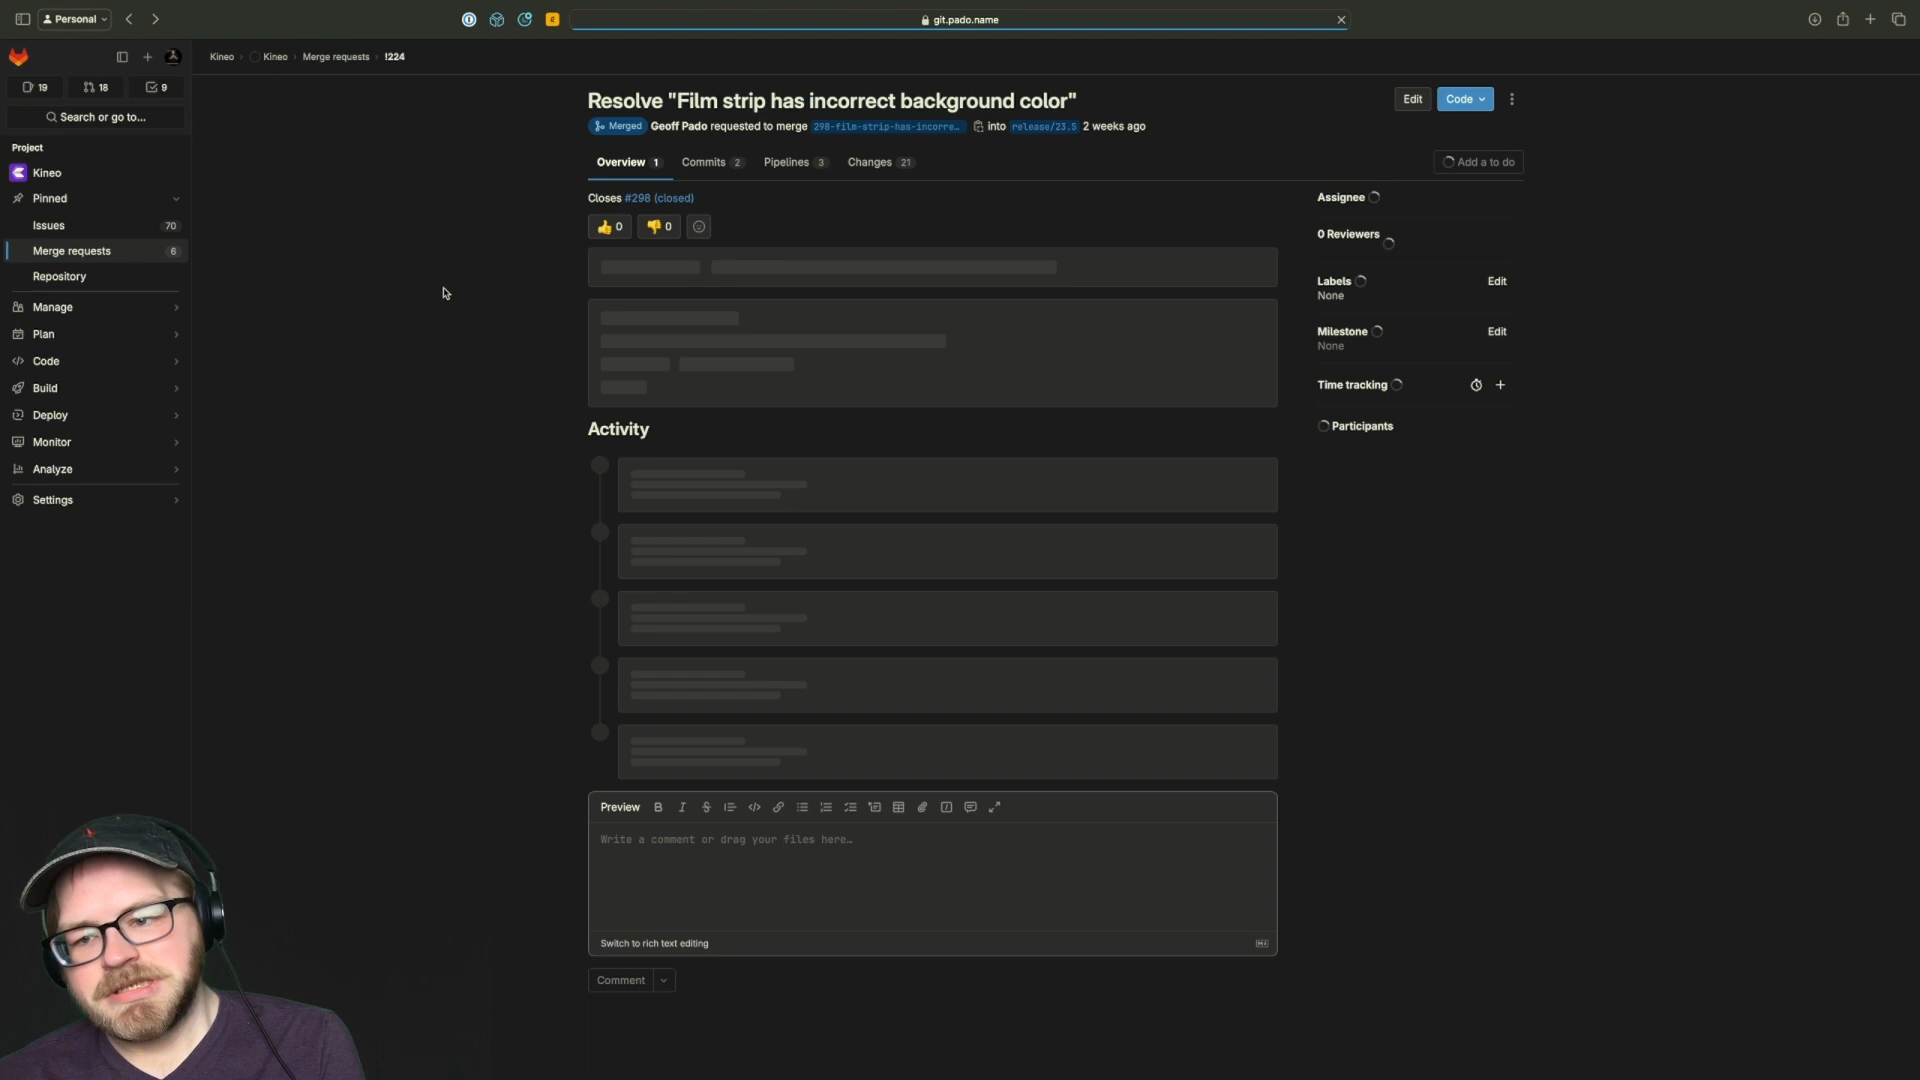 Personal
git.pado.name
19
18
9
Search or go to...
Project
Kineo
Pinned
Issues 70
Merge requests 6
Repository
Manage
Plan
Code
Build
Deploy
Monitor
Analyze
Settings
Kineo › Kineo › Merge requests › !224
Resolve "Film strip has incorrect background color"
Edit
Code
Merged Geoff Pado requested to merge 298-film-strip-has-incorre… into release/23.5 2 weeks ago
Overview 1
Commits 2
Pipelines 3
Changes 21
Add a to do
Closes #298 (closed)
👍 0
👎 0
Assignee
0 Reviewers
Labels
Edit
None
Milestone
Edit
None
Time tracking
Participants
Activity
Preview
Write a comment or drag your files here…
Switch to rich text editing
Comment